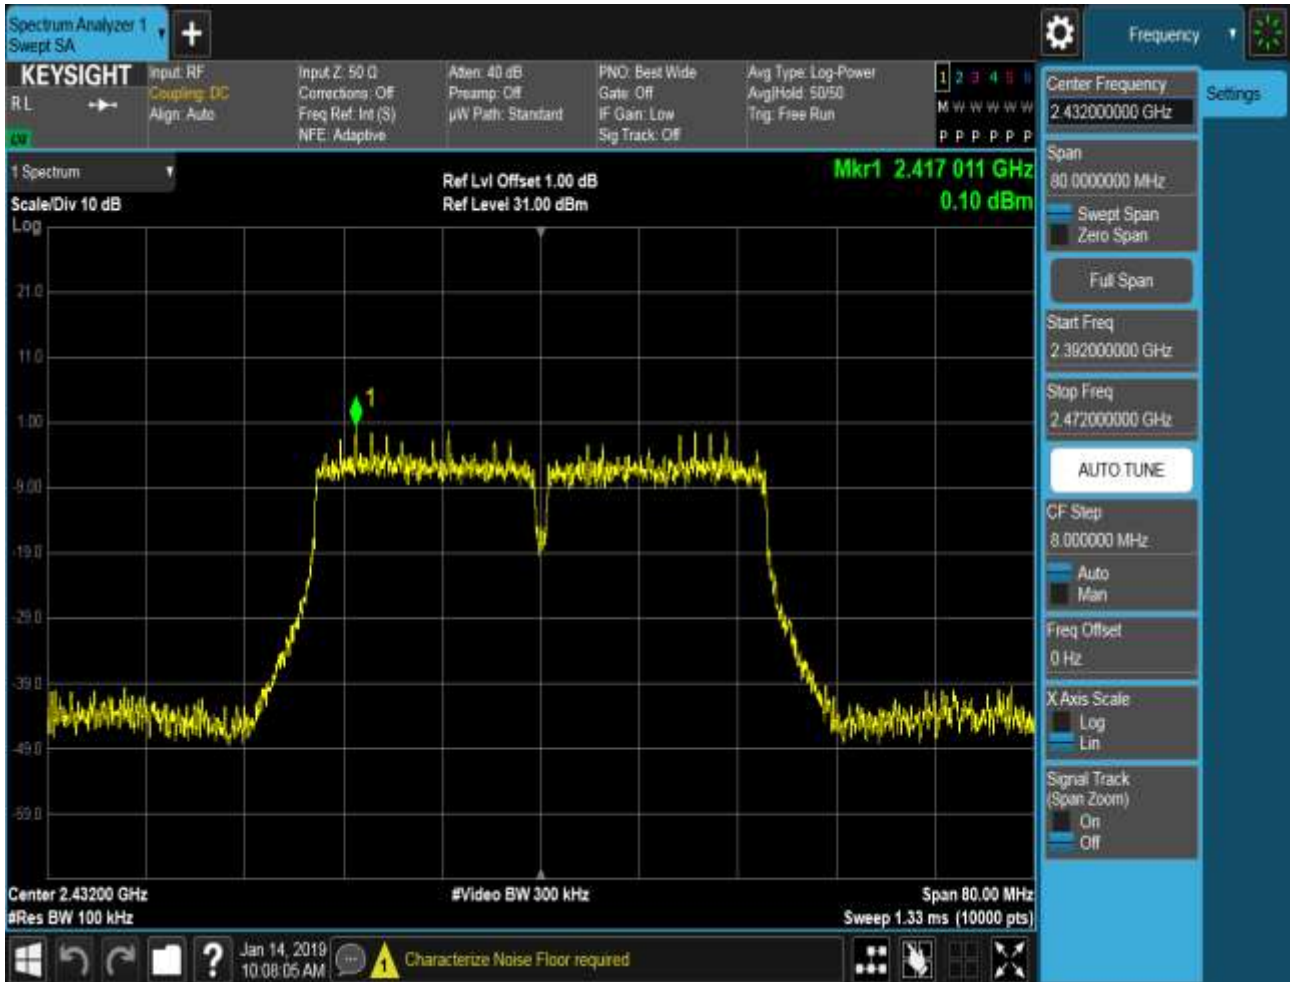 Spectrum Analyzer 1
Swept SA
Frequency
KEYSIGHT
RL
Input: RF
Coupling: DC
Align: Auto
Input Z: 50 Ω
Corrections: Off
Freq Ref: Int (S)
NFE: Adaptive
Atten: 40 dB
Preamp: Off
µW Path: Standard
PNO: Best Wide
Gate: Off
IF Gain: Low
Sig Track: Off
Avg Type: Log-Power
Avg|Hold: 50/50
Trig: Free Run
1 2 3 4 5 6
M W W W W W
P P P P P P
1 Spectrum
Scale/Div 10 dB
Log
Ref Lvl Offset 1.00 dB
Ref Level 31.00 dBm
Mkr1 2.417 011 GHz
0.10 dBm
21.0
11.0
1.00
-9.00
-19.0
-29.0
-39.0
-49.0
-59.0
1
Center 2.43200 GHz
#Res BW 100 kHz
#Video BW 300 kHz
Span 80.00 MHz
Sweep 1.33 ms (10000 pts)
Center Frequency
2.432000000 GHz
Settings
Span
80.0000000 MHz
Swept Span
Zero Span
Full Span
Start Freq
2.392000000 GHz
Stop Freq
2.472000000 GHz
AUTO TUNE
CF Step
8.000000 MHz
Auto
Man
Freq Offset
0 Hz
X Axis Scale
Log
Lin
Signal Track
(Span Zoom)
On
Off
?
Jan 14, 2019
10:08:05 AM
1
Characterize Noise Floor required